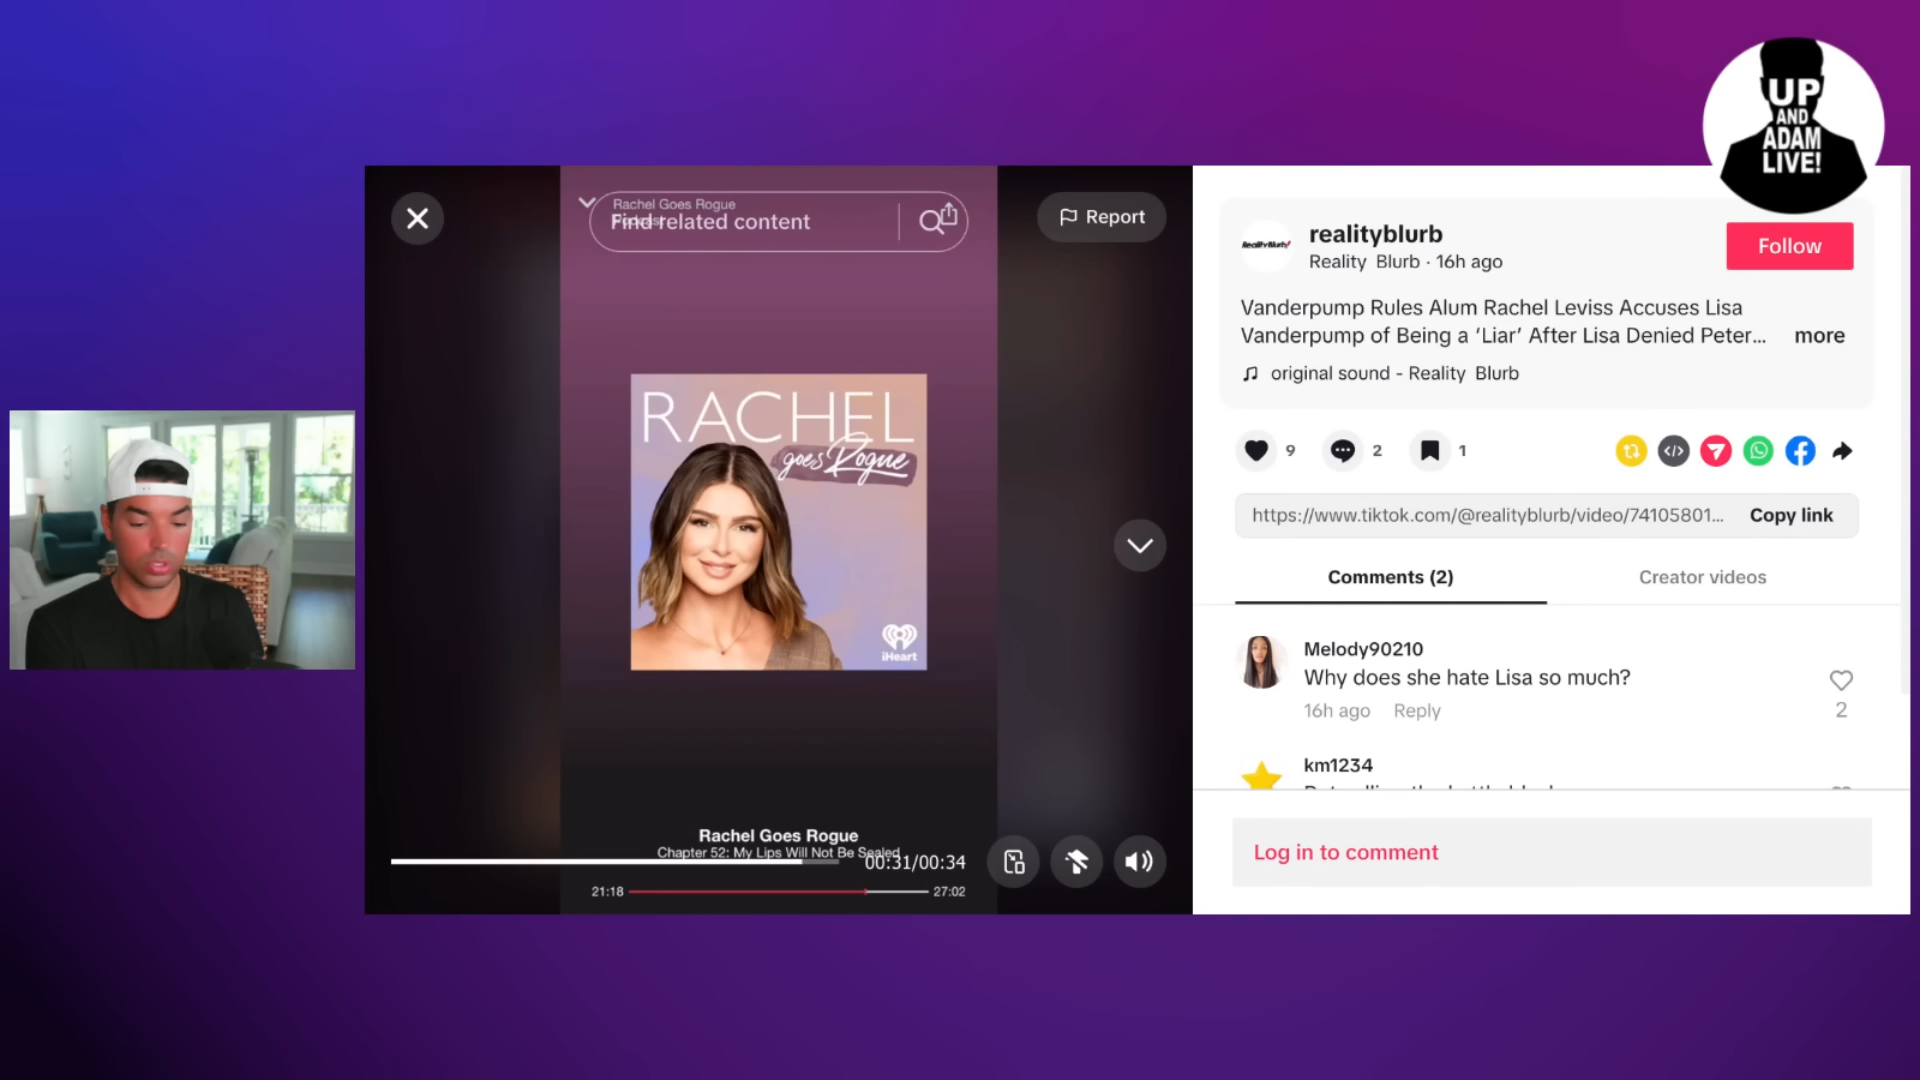 UP
AND
ADAM
LIVE!
Rachel Goes Rogue
Find related content
Report
RACHEL
goes Rogue
iHeart
Rachel Goes Rogue
Chapter 52: My Lips Will Not Be Sealed
00:31/00:34
21:18
27:02
RealityBlurb!
realityblurb
Reality Blurb · 16h ago
Follow
Vanderpump Rules Alum Rachel Leviss Accuses Lisa
Vanderpump of Being a ‘Liar’ After Lisa Denied Peter... more
original sound - Reality Blurb
9
2
1
https://www.tiktok.com/@realityblurb/video/74105801...
Copy link
Comments (2)
Creator videos
Melody90210
Why does she hate Lisa so much?
16h ago Reply
2
km1234
Log in to comment